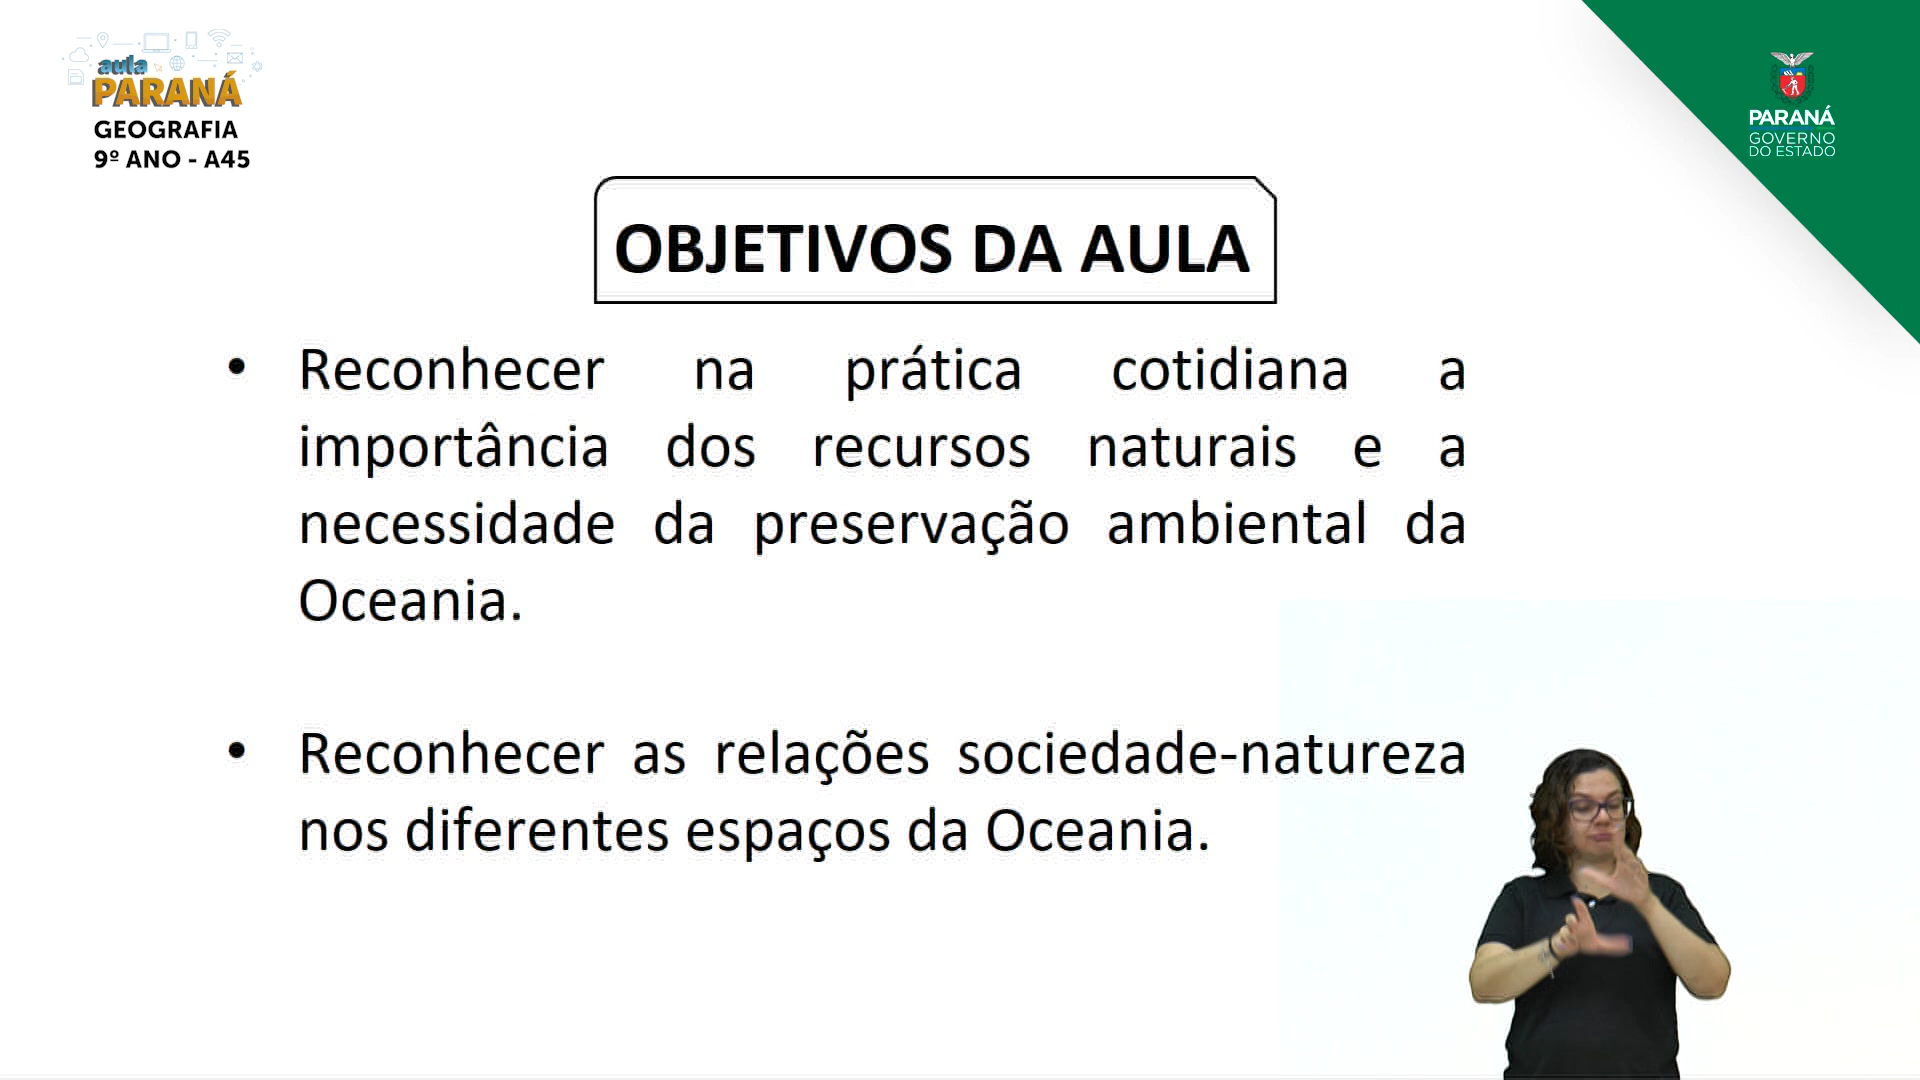 aula
PARANÁ
GEOGRAFIA
9º ANO - A45
PARANÁ
GOVERNO
DO ESTADO
OBJETIVOS DA AULA
• Reconhecer na prática cotidiana a
importância dos recursos naturais e a
necessidade da preservação ambiental da
Oceania.
• Reconhecer as relações sociedade-natureza
nos diferentes espaços da Oceania.